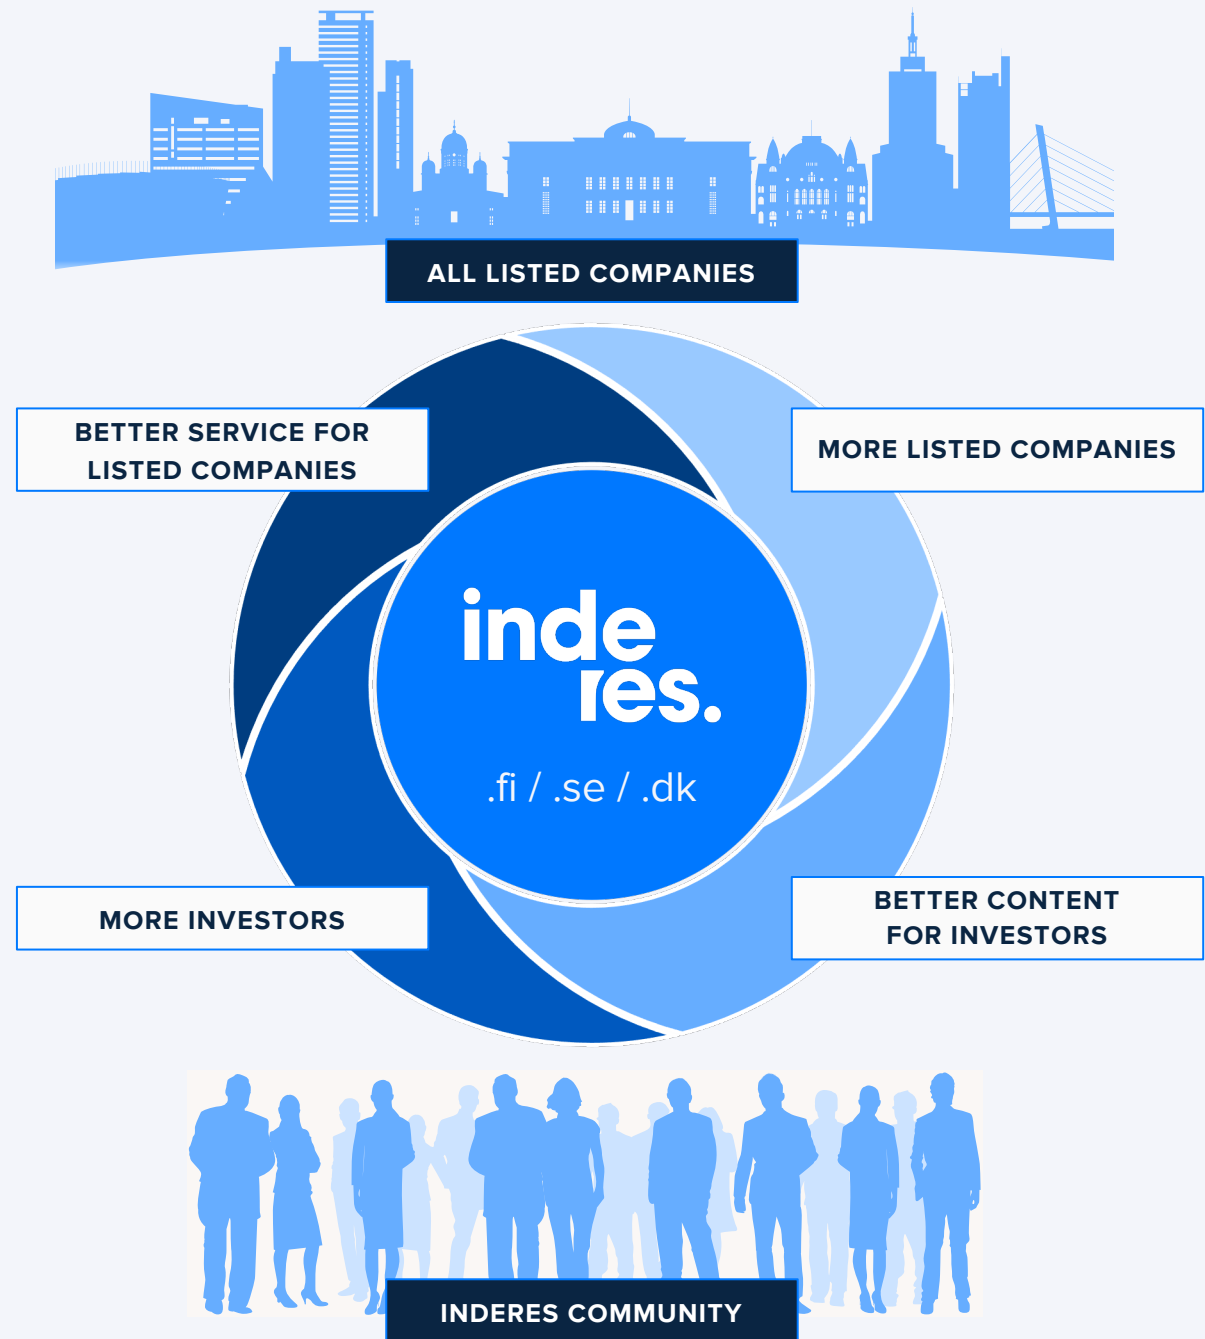 ALL LISTED COMPANIES
BETTER SERVICE FOR
LISTED COMPANIES
MORE LISTED COMPANIES
inde
res.
.fi / .se / .dk
MORE INVESTORS
BETTER CONTENT
FOR INVESTORS
INDERES COMMUNITY